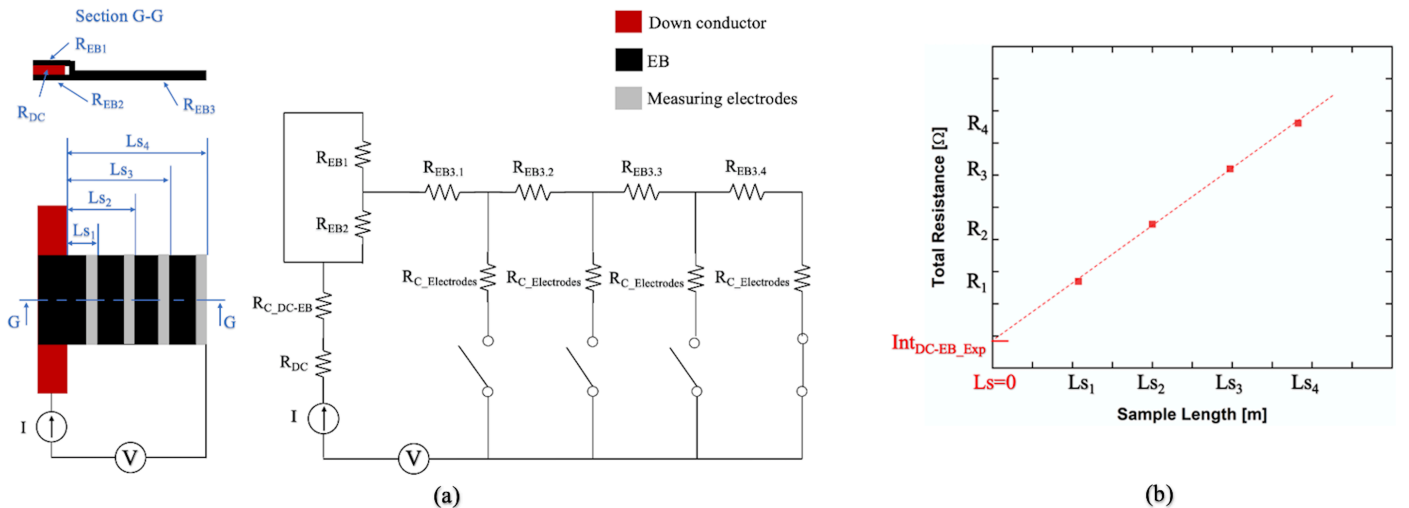 Section G-G
R_EB1
R_DC
R_EB2
R_EB3
Ls_4
Ls_3
Ls_2
Ls_1
G
G
I
V
Down conductor
EB
Measuring electrodes
R_EB1
R_EB2
R_EB3.1
R_EB3.2
R_EB3.3
R_EB3.4
R_C_Electrodes
R_C_Electrodes
R_C_Electrodes
R_C_Electrodes
R_C_DC-EB
R_DC
I
V
(a)
Total Resistance [Ω]
R_4
R_3
R_2
R_1
Int_DC-EB_Exp
Ls=0
Ls_1
Ls_2
Ls_3
Ls_4
Sample Length [m]
(b)